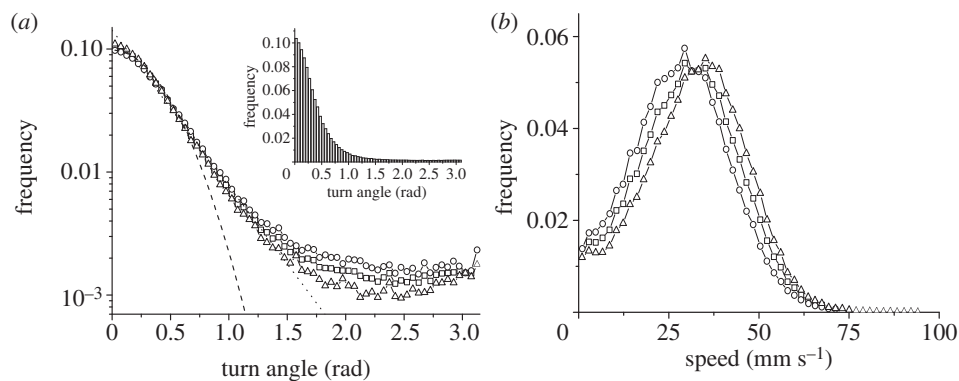 (a)
0.10
0.01
10⁻³
frequency
0 0.5 1.0 1.5 2.0 2.5 3.0
turn angle (rad)
0.10
0.08
0.06
0.04
0.02
frequency
0 0.5 1.0 1.5 2.0 2.5 3.0
turn angle (rad)
(b)
0.06
0.04
0.02
0
frequency
0 25 50 75 100
speed (mm s⁻¹)